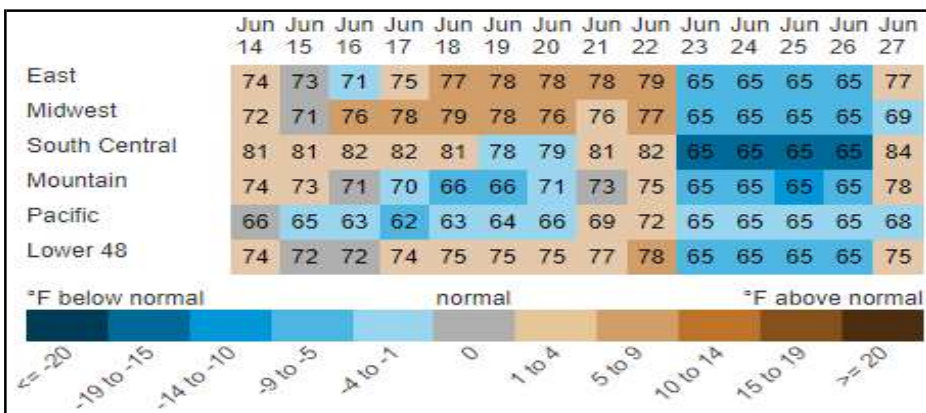 Jun Jun Jun Jun Jun Jun Jun Jun Jun Jun Jun Jun Jun Jun
14 15 16 17 18 19 20 21 22 23 24 25 26 27
East 74 73 71 75 77 78 78 78 79 65 65 65 65 77
Midwest 72 71 76 78 79 78 76 76 77 65 65 65 65 69
South Central 81 81 82 82 81 78 79 81 82 65 65 65 65 84
Mountain 74 73 71 70 66 66 71 73 75 65 65 65 65 78
Pacific 66 65 63 62 63 64 66 69 72 65 65 65 65 68
Lower 48 74 72 72 74 75 75 75 77 78 65 65 65 65 75
°F below normal normal °F above normal
<= -20 -19 to -15 -14 to -10 -9 to -5 -4 to -1 0 1 to 4 5 to 9 10 to 14 15 to 19 >= 20